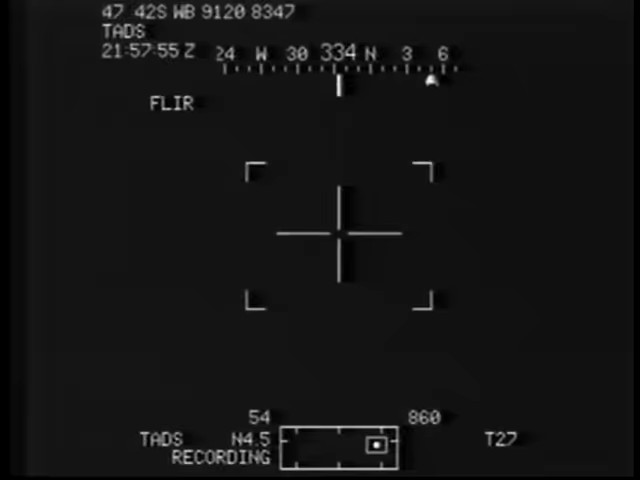 47 42S WB 9120 8347
TADS
21:57:55 Z
24 W 30 334 N 3 6
FLIR
54 860
TADS N4.5 T27
RECORDING